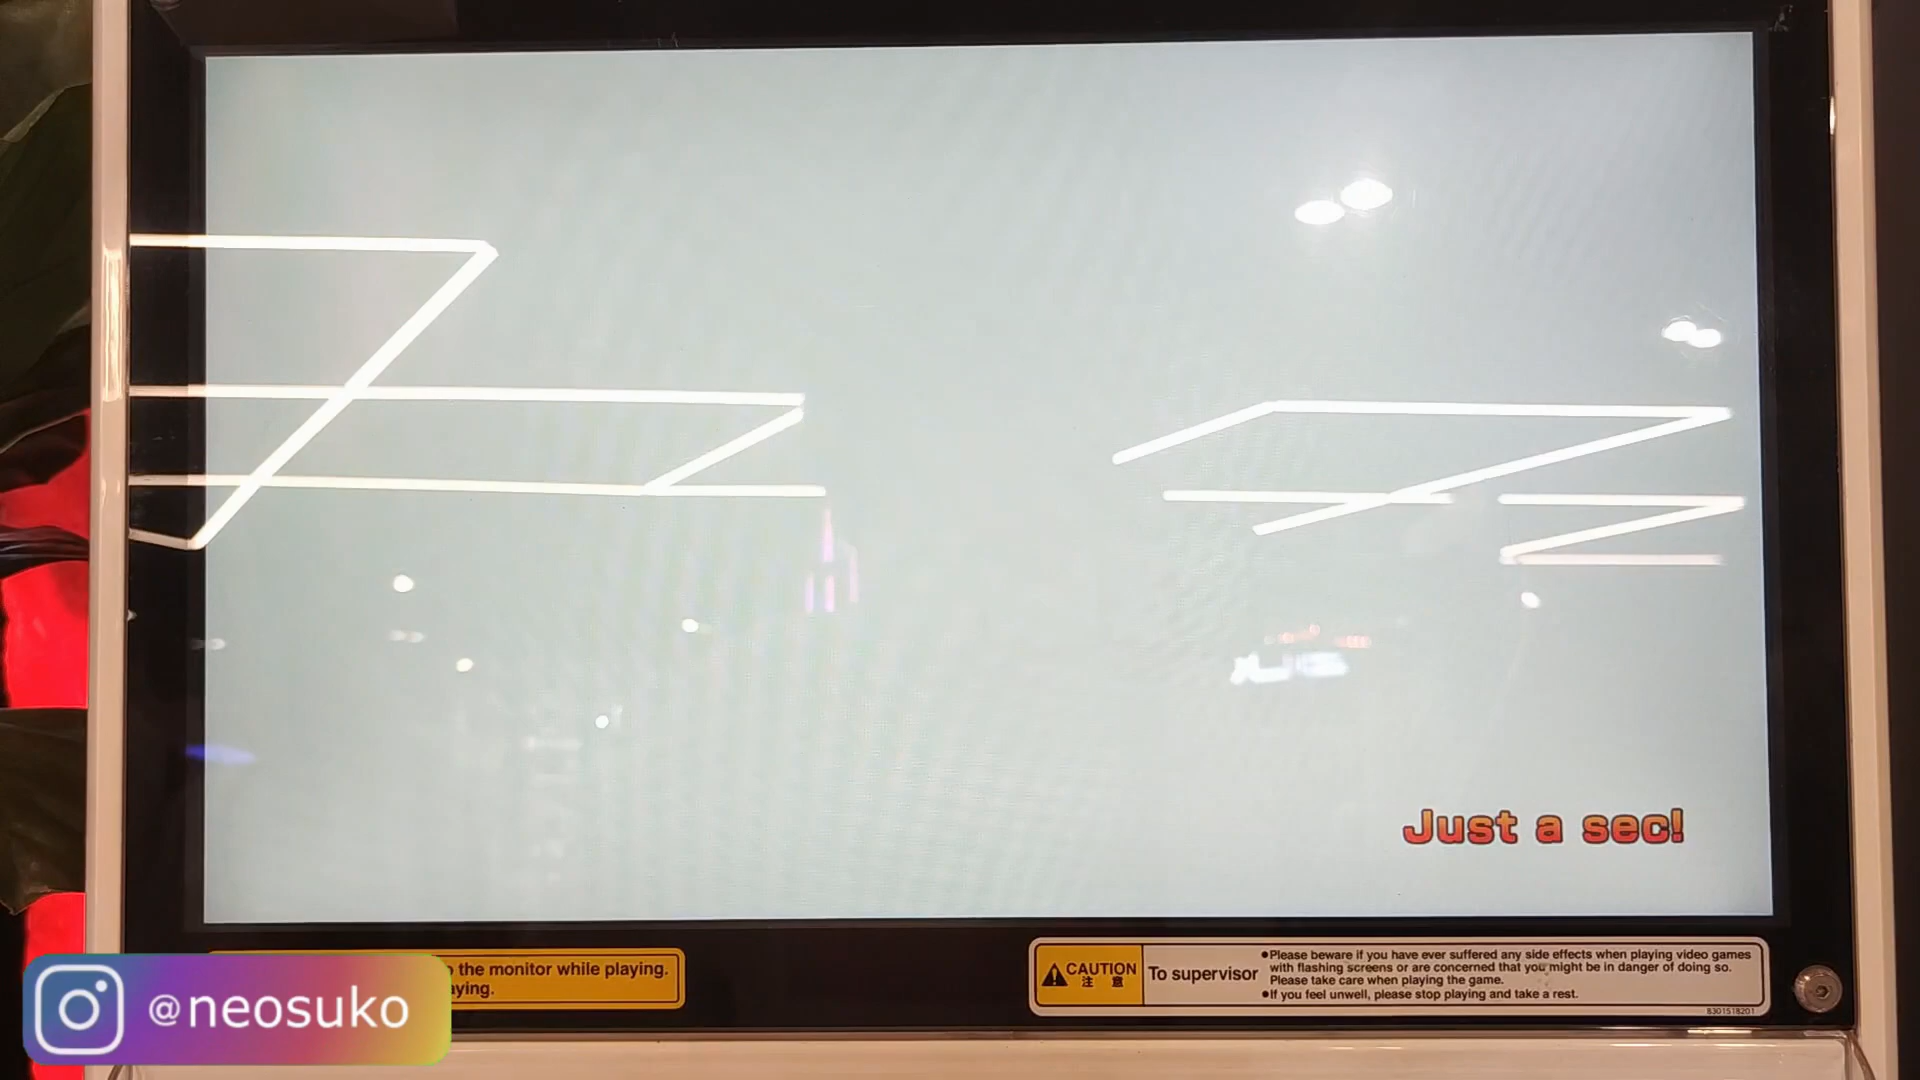 Just a sec!
the monitor while playing.
CAUTION
注 意
To supervisor
●Please beware if you have ever suffered any side effects when playing video games
with flashing screens or are concerned that you might be in danger of doing so.
Please take care when playing the game.
●If you feel unwell, please stop playing and take a rest.
8301518201
@neosuko